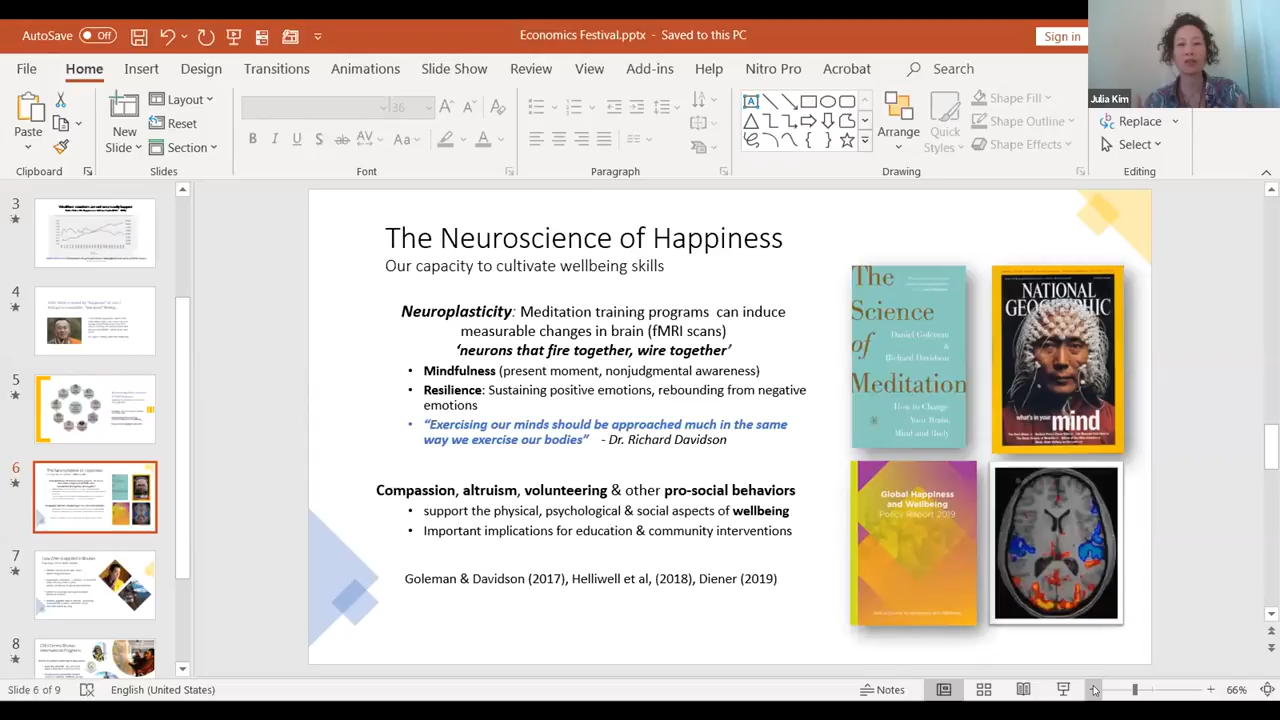 AutoSave Off
Economics Festival.pptx - Saved to this PC
Sign in
File Home Insert Design Transitions Animations Slide Show Review View Add-ins Help Nitro Pro Acrobat Search
Julia Kim
Paste
New Slide
Layout
Reset
Section
36
Arrange
Quick Styles
Shape Fill
Shape Outline
Shape Effects
Replace
Select
Clipboard Slides Font Paragraph Drawing Editing
3
4
5
6
7
8
The Neuroscience of Happiness
Our capacity to cultivate wellbeing skills
Neuroplasticity: Meditation training programs can induce
measurable changes in brain (fMRI scans)
‘neurons that fire together, wire together’
• Mindfulness (present moment, nonjudgmental awareness)
• Resilience: Sustaining positive emotions, rebounding from negative
emotions
• “Exercising our minds should be approached much in the same
way we exercise our bodies” - Dr. Richard Davidson
Compassion, altruism, volunteering & other pro-social behaviors
• support the physical, psychological & social aspects of wellbeing
• Important implications for education & community interventions
Goleman & Davidson (2017), Helliwell et al, (2018), Diener (2019)
The
Science
of
Daniel Goleman
&
Richard Davidson
Meditation
How to Change
Your Brain,
Mind and Body
NATIONAL
GEOGRAPHIC
what's in your
mind
Global Happiness
and Wellbeing
Policy Report 2019
Slide 6 of 9
English (United States)
Notes
66%